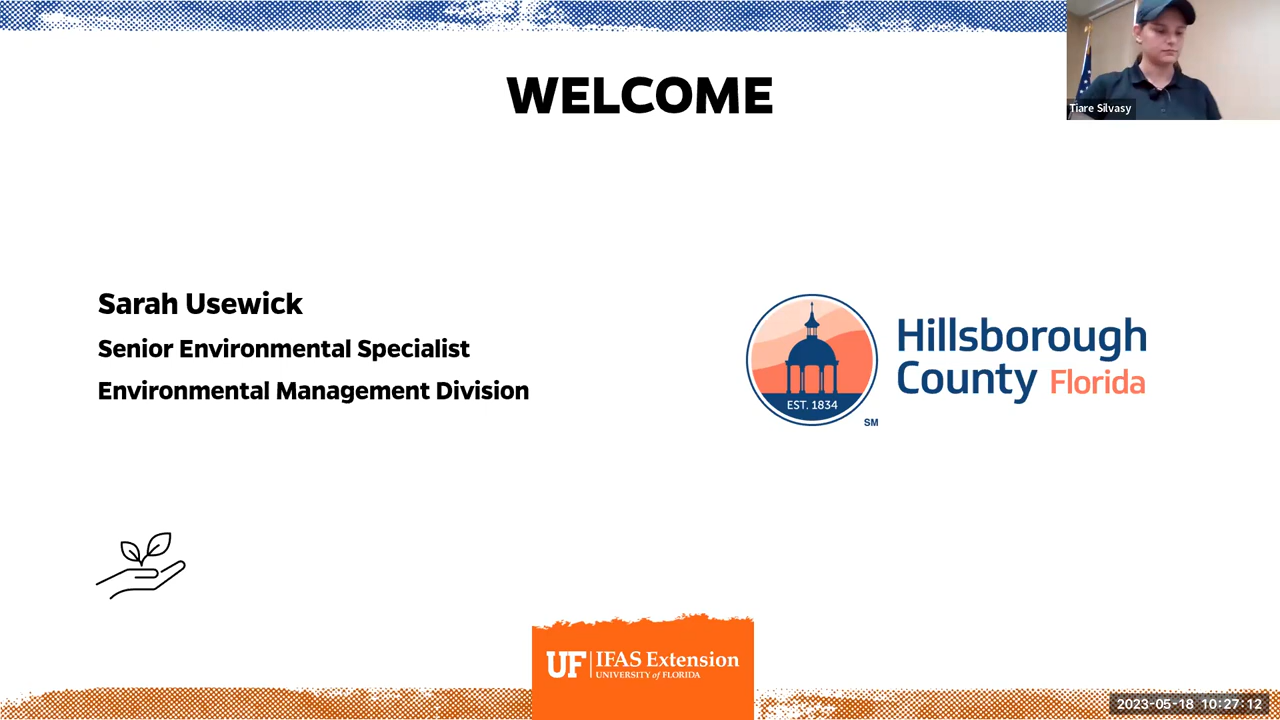 WELCOME
Tiare Silvasy
Sarah Usewick
Senior Environmental Specialist
Environmental Management Division
Hillsborough
County Florida
EST. 1834
SM
UF IFAS Extension
UNIVERSITY of FLORIDA
2023-05-18 10:27:12